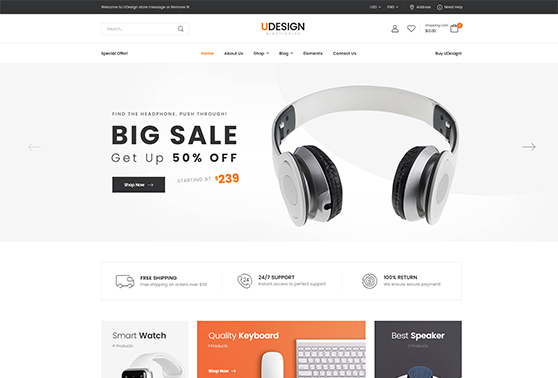 Welcome to UDesign store message or Remove it!
USD ENG Address Need Help
Search...
UDESIGN
ELECTRONICS
Shopping Cart:
$0.00
0
Special Offer!
Home About Us Shop Blog Elements Contact Us
Buy UDesign!
FIND THE HEADPHONE, PUSH THROUGH!
BIG SALE
Get Up 50% OFF
Shop Now
STARTING AT $239
FREE SHIPPING
Free shipping on orders over $99
24/7 SUPPORT
Instant access to perfect support
100% RETURN
We ensure secure payment!
Smart Watch
Products
Quality Keyboard
Products
Shop Now
Best Speaker
Products